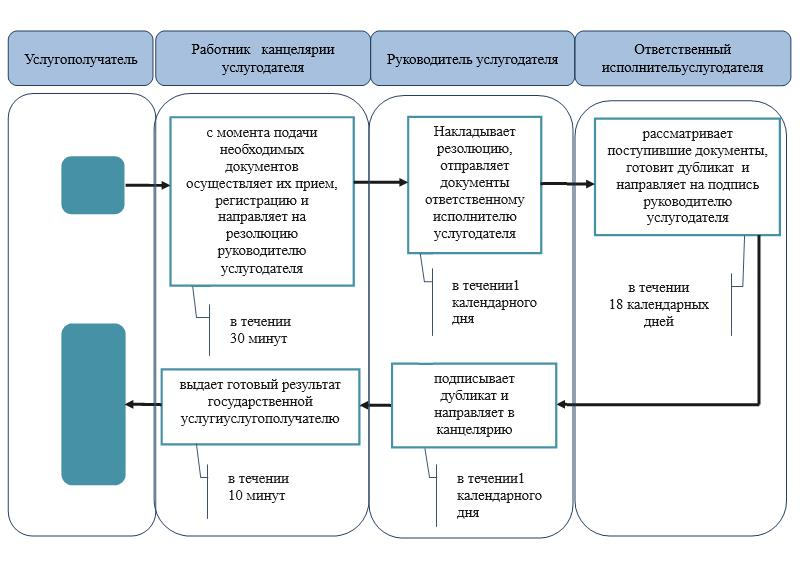 Услугополучатель
Работник канцелярии
услугодателя
Руководитель услугодателя
Ответственный
исполнительуслугодателя
с момента подачи
необходимых
документов
осуществляет их прием,
регистрацию и
направляет на
резолюцию
руководителю
услугодателя
в течении
30 минут
Накладывает
резолюцию,
отправляет
документы
ответственному
исполнителю
услугодателя
в течении1
календарного
дня
рассматривает
поступившие документы,
готовит дубликат и
направляет на подпись
руководителю
услугодателя
в течении
18 календарных
дней
подписывает
дубликат и
направляет в
канцелярию
в течении1
календарного
дня
выдает готовый результат
государственной
услугиуслугополучателю
в течении
10 минут